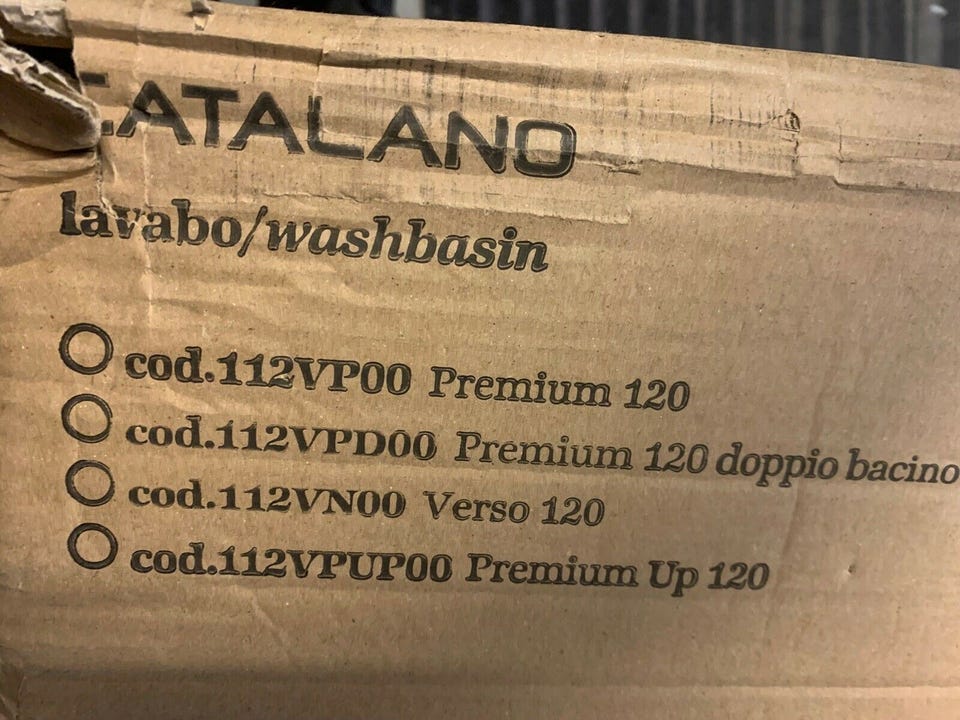 CATALANO
lavabo/washbasin
cod.112VP00 Premium 120
cod.112VPD00 Premium 120 doppio bacino
cod.112VN00 Verso 120
cod.112VPUP00 Premium Up 120